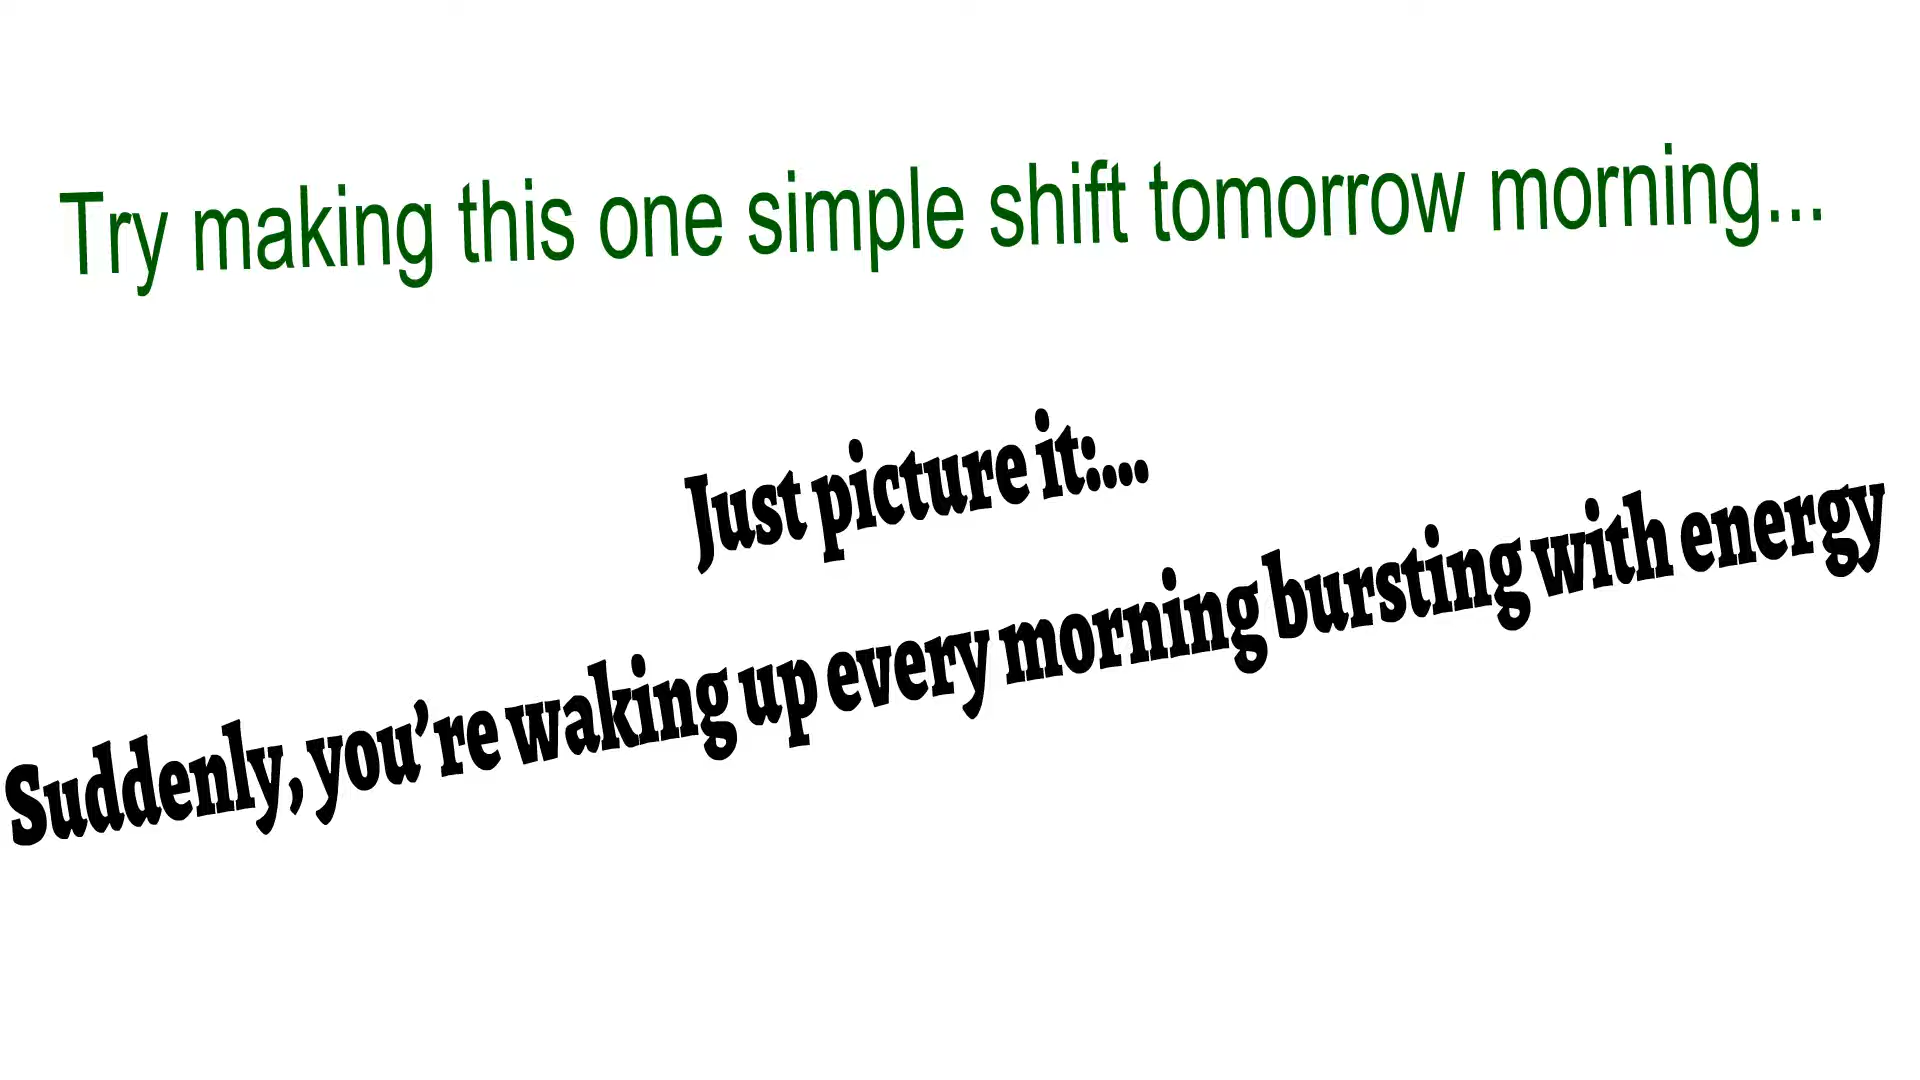 Try making this one simple shift tomorrow morning...
Just picture it:...
Suddenly, you’re waking up every morning bursting with energy